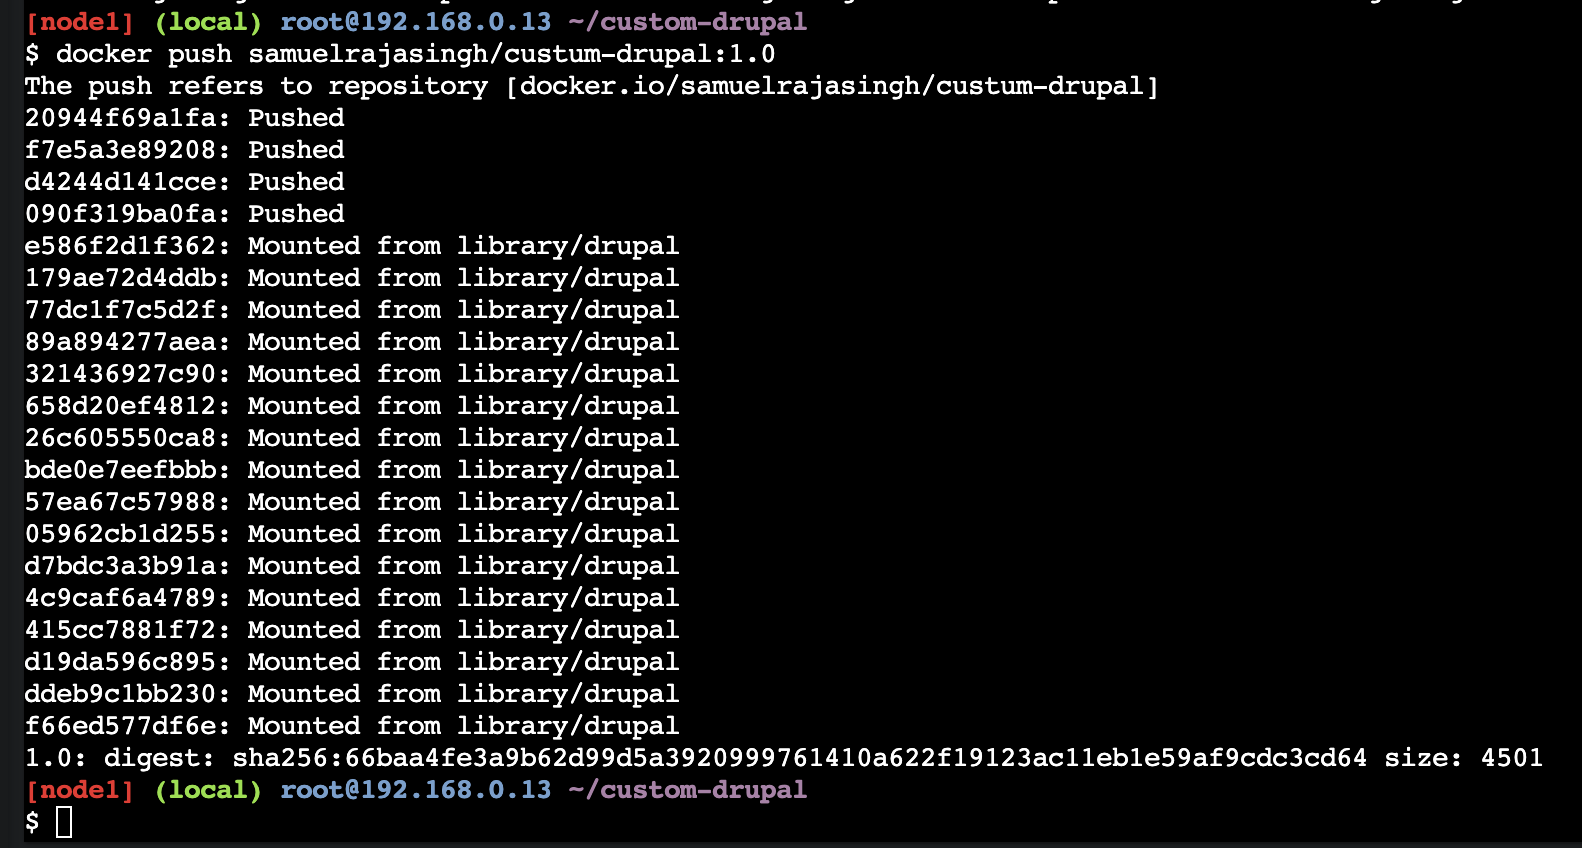 [node1] (local) root@192.168.0.13 ~/custom-drupal
$ docker push samuelrajasingh/custum-drupal:1.0
The push refers to repository [docker.io/samuelrajasingh/custum-drupal]
20944f69a1fa: Pushed
f7e5a3e89208: Pushed
d4244d141cce: Pushed
090f319ba0fa: Pushed
e586f2d1f362: Mounted from library/drupal
179ae72d4ddb: Mounted from library/drupal
77dc1f7c5d2f: Mounted from library/drupal
89a894277aea: Mounted from library/drupal
321436927c90: Mounted from library/drupal
658d20ef4812: Mounted from library/drupal
26c605550ca8: Mounted from library/drupal
bde0e7eefbbb: Mounted from library/drupal
57ea67c57988: Mounted from library/drupal
05962cb1d255: Mounted from library/drupal
d7bdc3a3b91a: Mounted from library/drupal
4c9caf6a4789: Mounted from library/drupal
415cc7881f72: Mounted from library/drupal
d19da596c895: Mounted from library/drupal
ddeb9c1bb230: Mounted from library/drupal
f66ed577df6e: Mounted from library/drupal
1.0: digest: sha256:66baa4fe3a9b62d99d5a3920999761410a622f19123ac11eb1e59af9cdc3cd64 size: 4501
[node1] (local) root@192.168.0.13 ~/custom-drupal
$